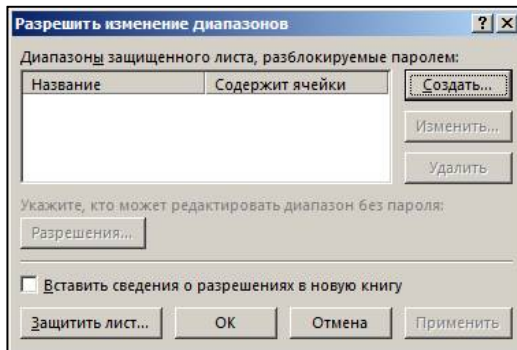 Разрешить изменение диапазонов
Диапазоны защищенного листа, разблокируемые паролем:
Название Содержит ячейки Создать...
Изменить...
Удалить
Укажите, кто может редактировать диапазон без пароля:
Разрешения...
Вставить сведения о разрешениях в новую книгу
Защитить лист... ОК Отмена Применить